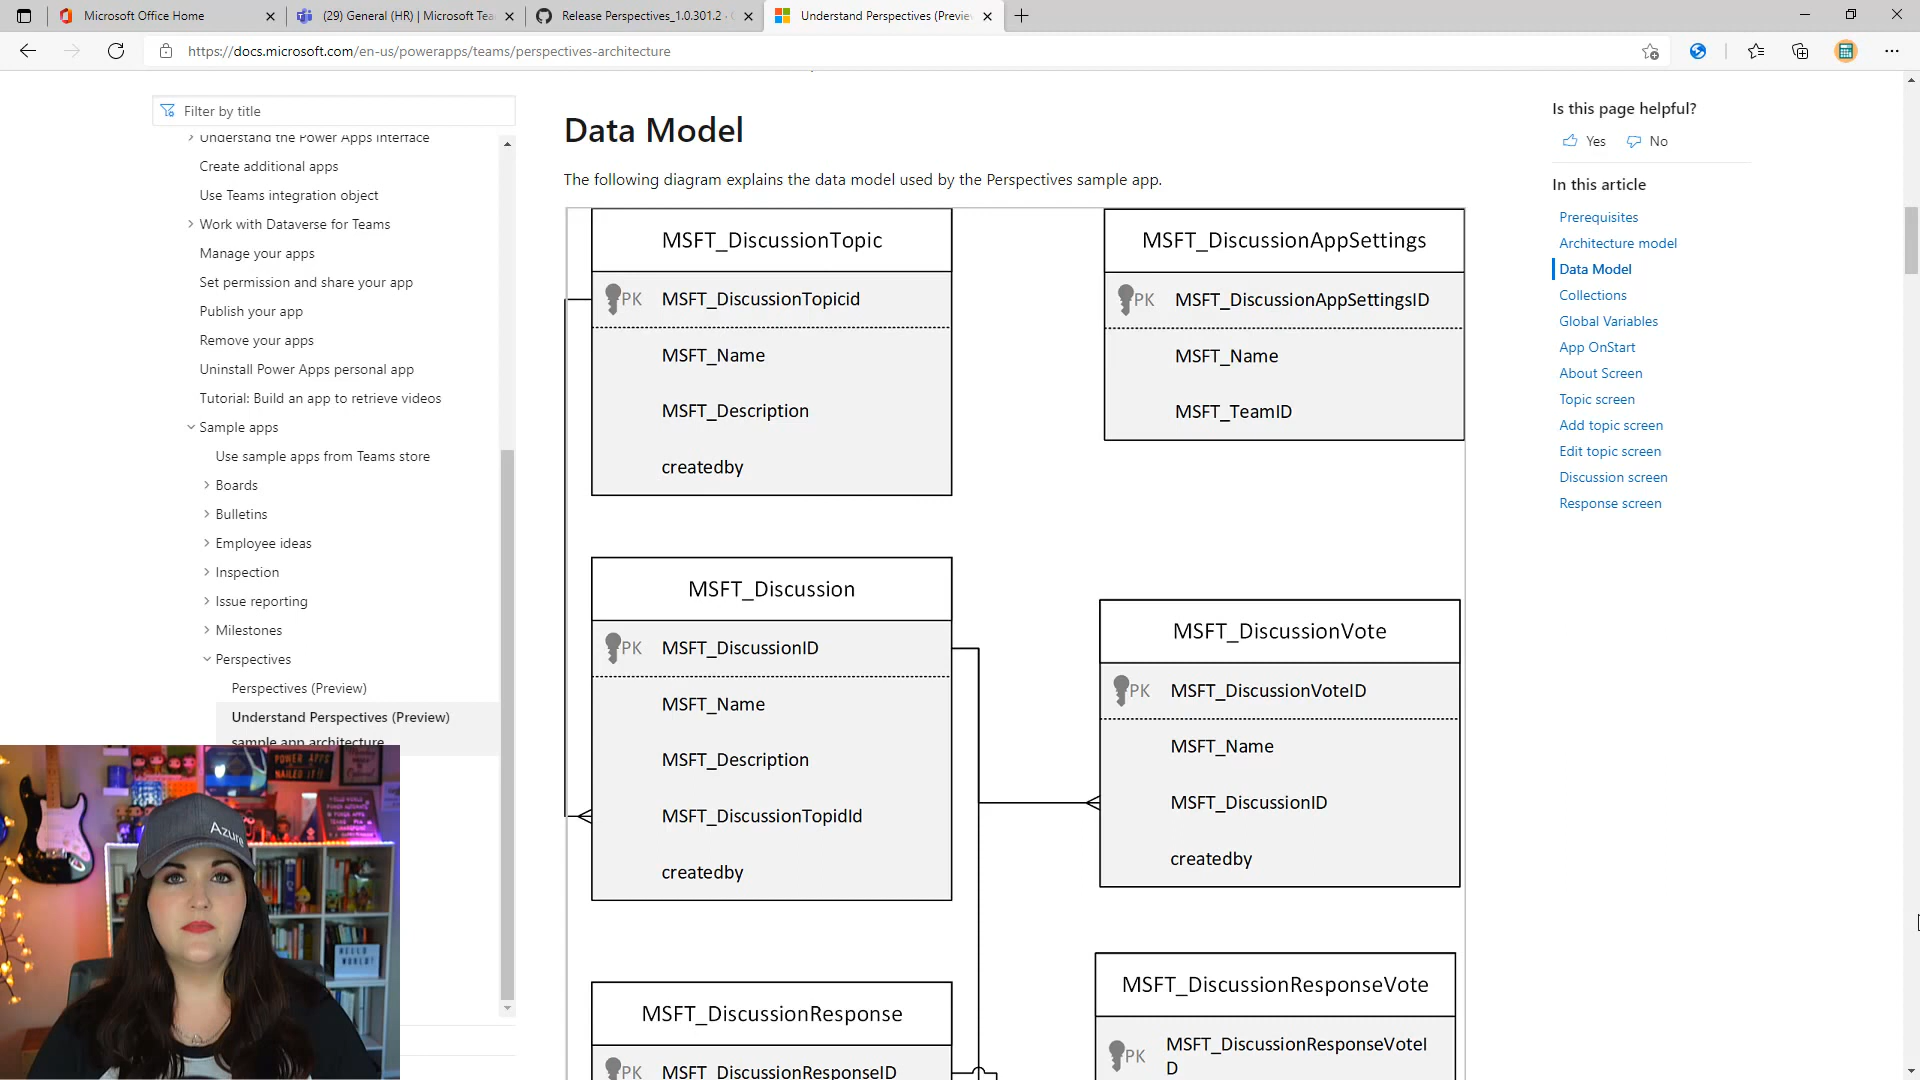 Microsoft Office Home
(29) General (HR) | Microsoft Tea
Release Perspectives_1.0.301.2 ·
Understand Perspectives (Previe
https://docs.microsoft.com/en-us/powerapps/teams/perspectives-architecture
Filter by title
Understand the Power Apps interface
Create additional apps
Use Teams integration object
Work with Dataverse for Teams
Manage your apps
Set permission and share your app
Publish your app
Remove your apps
Uninstall Power Apps personal app
Tutorial: Build an app to retrieve videos
Sample apps
Use sample apps from Teams store
Boards
Bulletins
Employee ideas
Inspection
Issue reporting
Milestones
Perspectives
Perspectives (Preview)
Understand Perspectives (Preview)
sample app architecture
Data Model
The following diagram explains the data model used by the Perspectives sample app.
MSFT_DiscussionTopic
PK MSFT_DiscussionTopicid
MSFT_Name
MSFT_Description
createdby
MSFT_DiscussionAppSettings
PK MSFT_DiscussionAppSettingsID
MSFT_Name
MSFT_TeamID
MSFT_Discussion
PK MSFT_DiscussionID
MSFT_Name
MSFT_Description
MSFT_DiscussionTopidId
createdby
MSFT_DiscussionVote
PK MSFT_DiscussionVoteID
MSFT_Name
MSFT_DiscussionID
createdby
MSFT_DiscussionResponse
PK MSFT_DiscussionResponseID
MSFT_DiscussionResponseVote
PK MSFT_DiscussionResponseVoteI
D
Is this page helpful?
Yes No
In this article
Prerequisites
Architecture model
Data Model
Collections
Global Variables
App OnStart
About Screen
Topic screen
Add topic screen
Edit topic screen
Discussion screen
Response screen
POWER APPS
NAILED IT!
Azure
HELLO
WORLD!